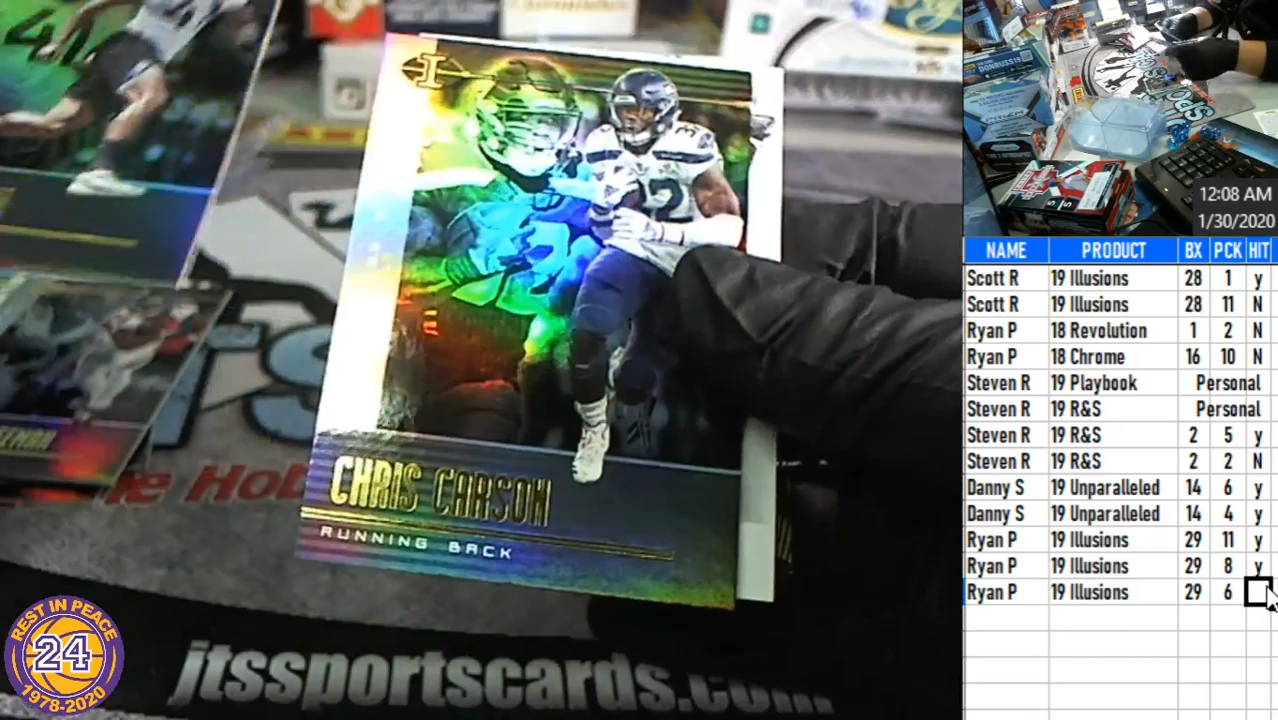 I
32
CHRIS CARSON
RUNNING BACK
jtssportscards.com
REST IN PEACE
24
1978-2020
12:08 AM
1/30/2020
NAME PRODUCT BX PCK HIT
Scott R 19 Illusions 28 1 y
Scott R 19 Illusions 28 11 N
Ryan P 18 Revolution 1 2 N
Ryan P 18 Chrome 16 10 N
Steven R 19 Playbook Personal
Steven R 19 R&S Personal
Steven R 19 R&S 2 5 y
Steven R 19 R&S 2 2 N
Danny S 19 Unparalleled 14 6 y
Danny S 19 Unparalleled 14 4 y
Ryan P 19 Illusions 29 11 y
Ryan P 19 Illusions 29 8 y
Ryan P 19 Illusions 29 6